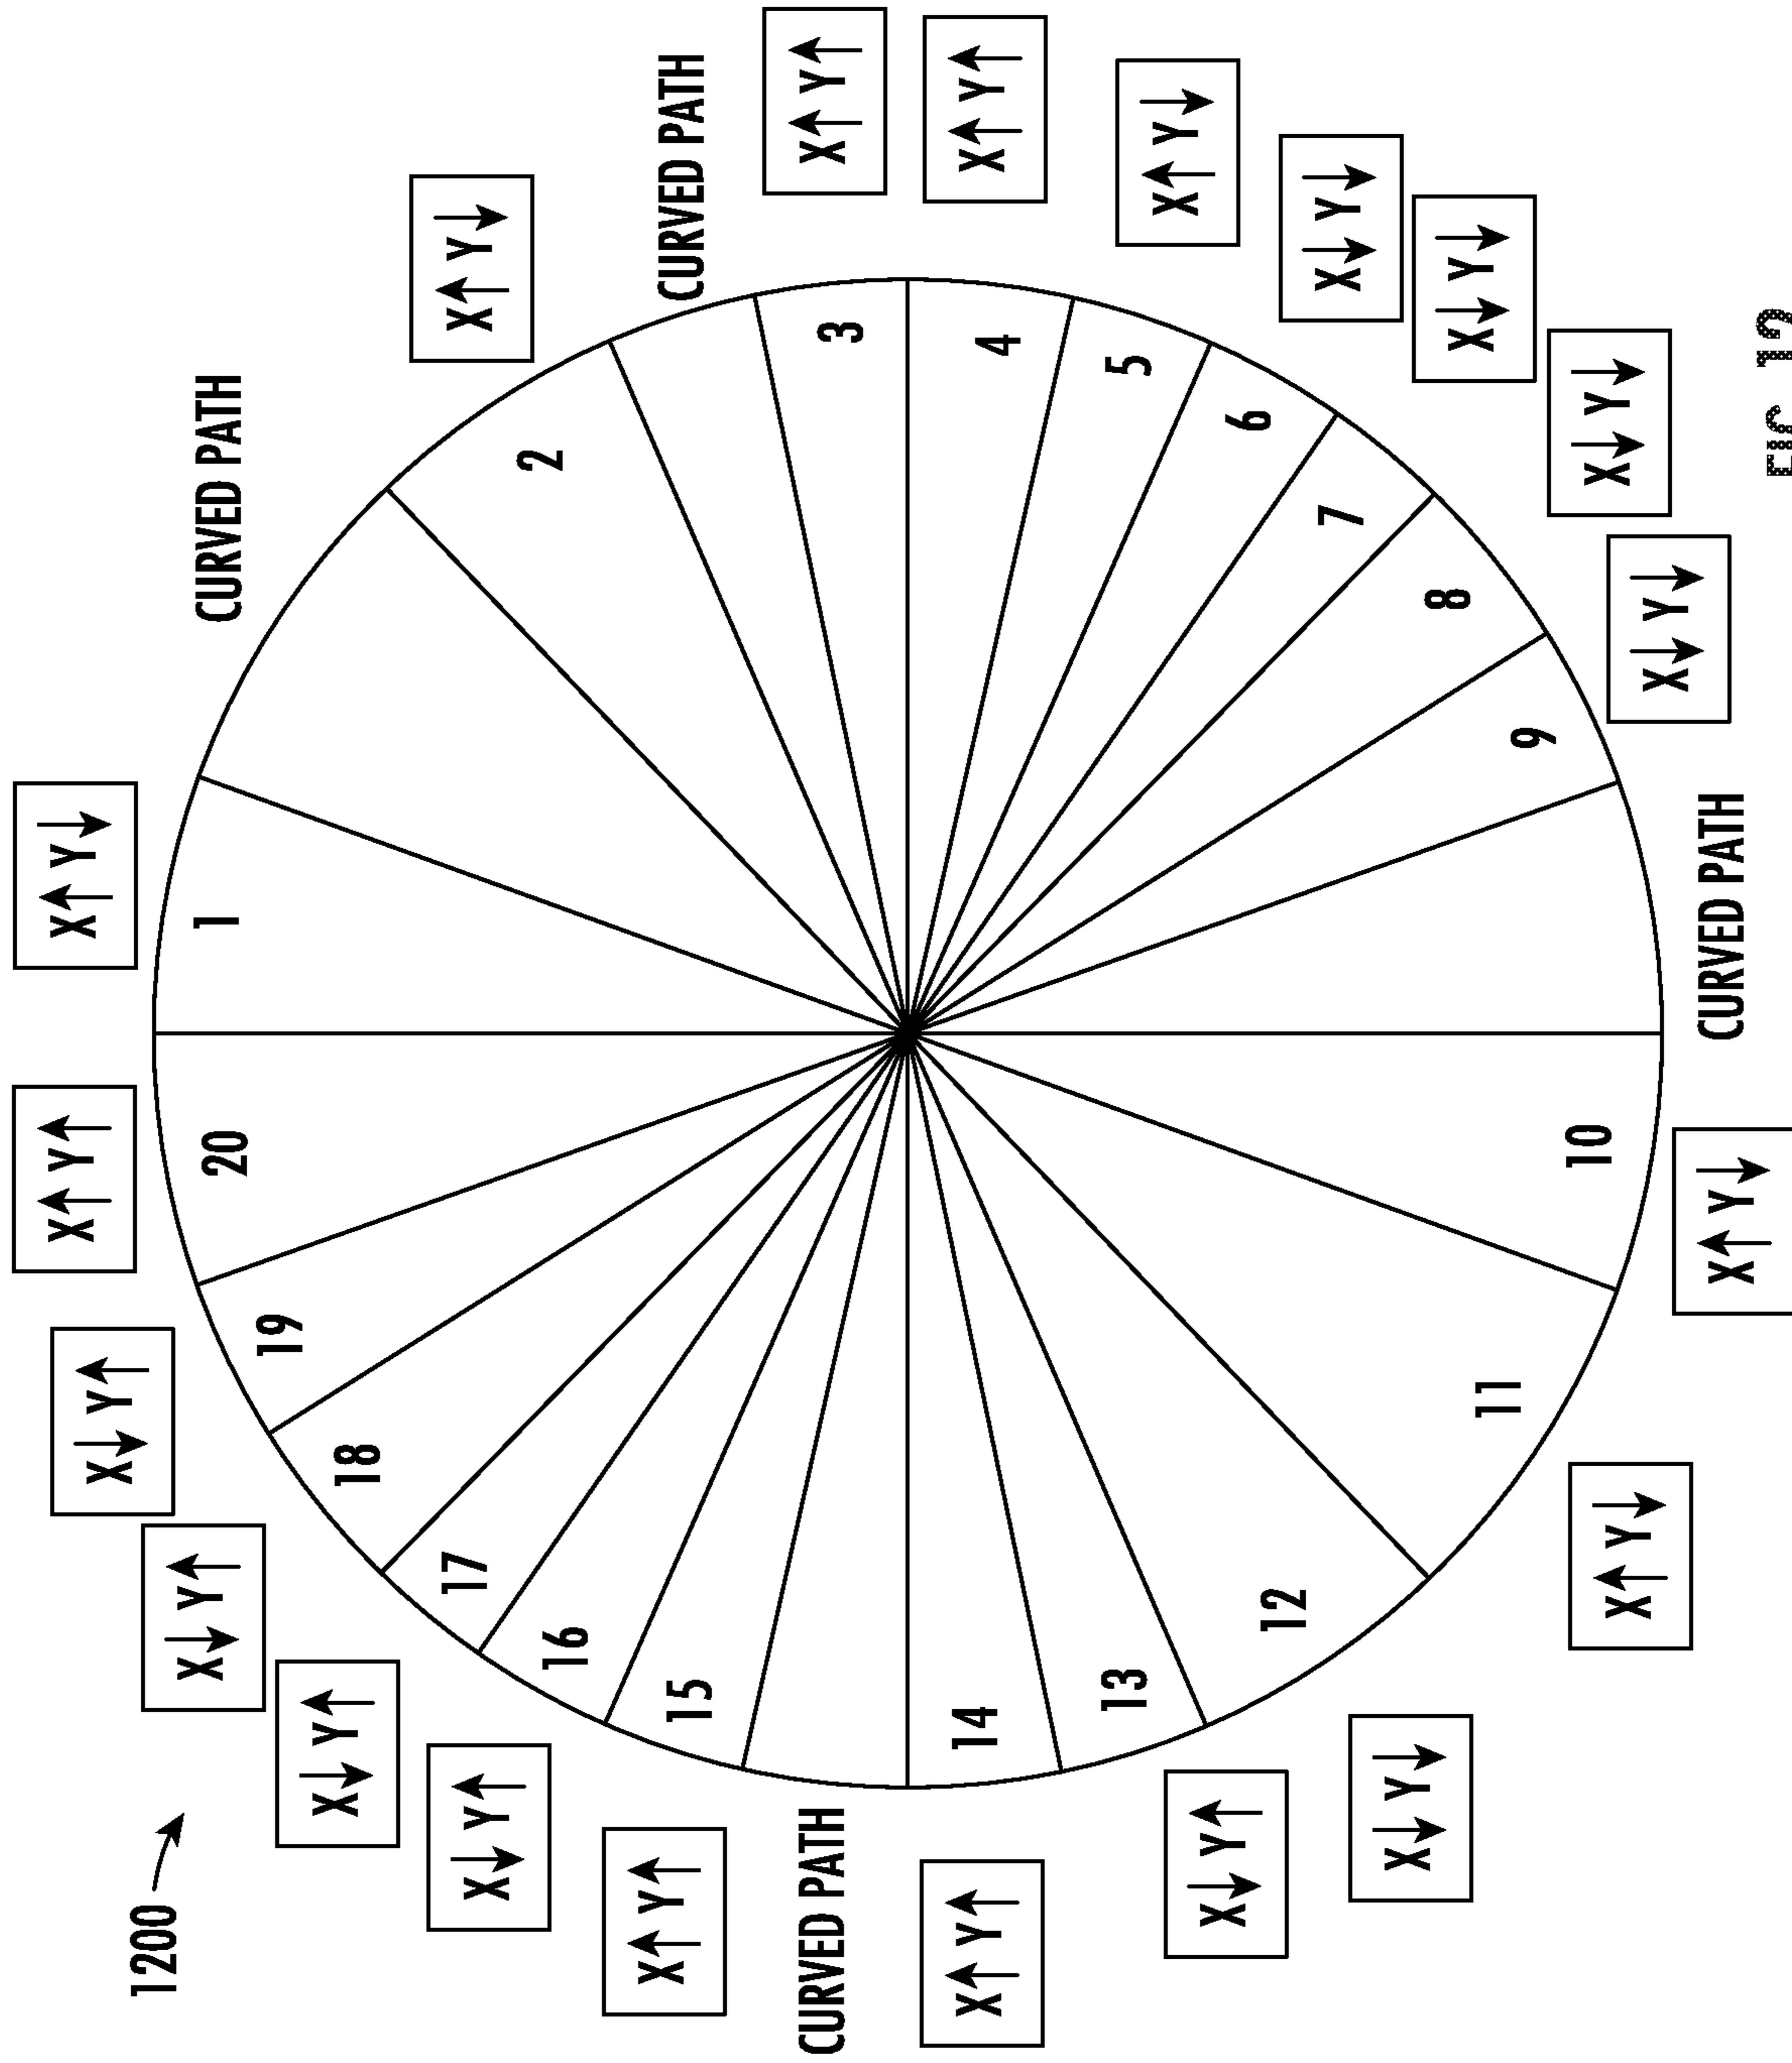 1200
CURVED PATH
CURVED PATH
CURVED PATH
CURVED PATH
1
X↑ Y↓
2
X↑ Y↓
3
X↑ Y↑
4
X↑ Y↑
5
X↑ Y↓
6
X↓ Y↓
7
X↓ Y↓
8
X↓ Y↓
9
X↓ Y↓
10
X↑ Y↓
11
X↑ Y↓
12
X↓ Y↓
13
X↓ Y↑
14
X↑ Y↑
15
X↑ Y↑
16
X↓ Y↑
17
X↓ Y↑
18
X↓ Y↑
19
X↓ Y↑
20
X↑ Y↑